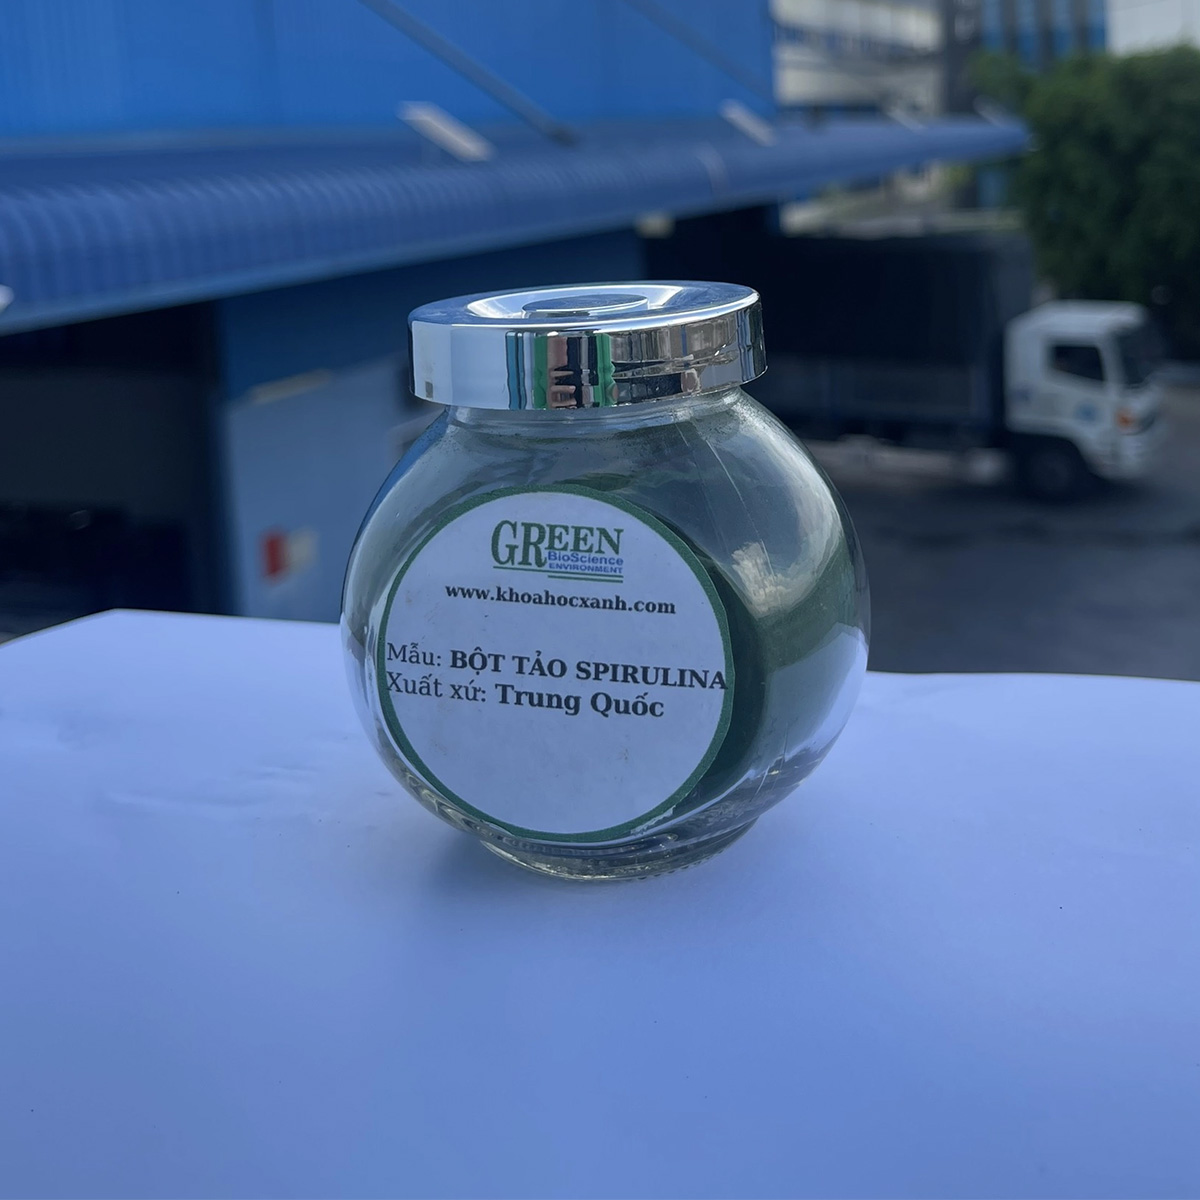 GREEN
BioScience
ENVIRONMENT
www.khoahocxanh.com
Mẫu: BỘT TẢO SPIRULINA
Xuất xứ: Trung Quốc